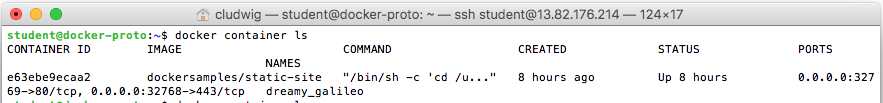 cludwig — student@docker-proto: ~ — ssh student@13.82.176.214 — 124×17
student@docker-proto:~$ docker container ls
CONTAINER ID IMAGE COMMAND CREATED STATUS PORTS
NAMES
e63ebe9ecaa2 dockersamples/static-site "/bin/sh -c 'cd /u..." 8 hours ago Up 8 hours 0.0.0.0:327
69->80/tcp, 0.0.0.0:32768->443/tcp dreamy_galileo